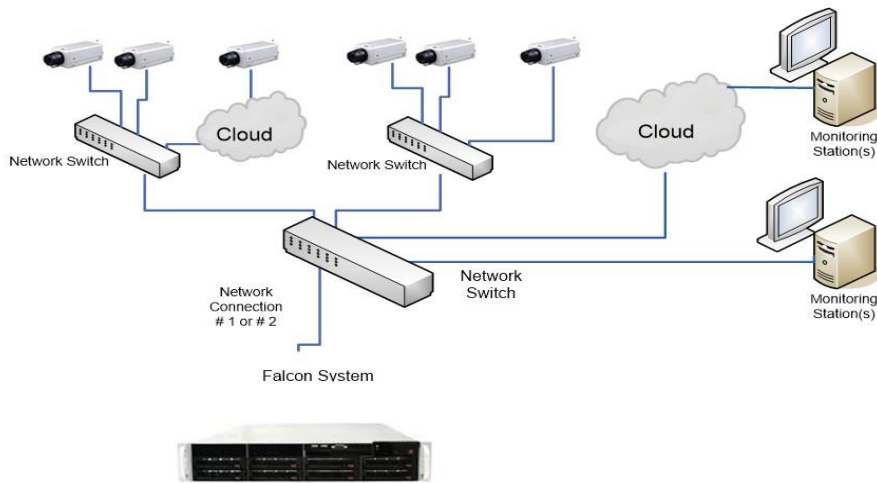 Cloud
Network Switch
Network Switch
Cloud
Monitoring
Station(s)
Network
Switch
Network
Connection
# 1 or # 2
Monitoring
Station(s)
Falcon System